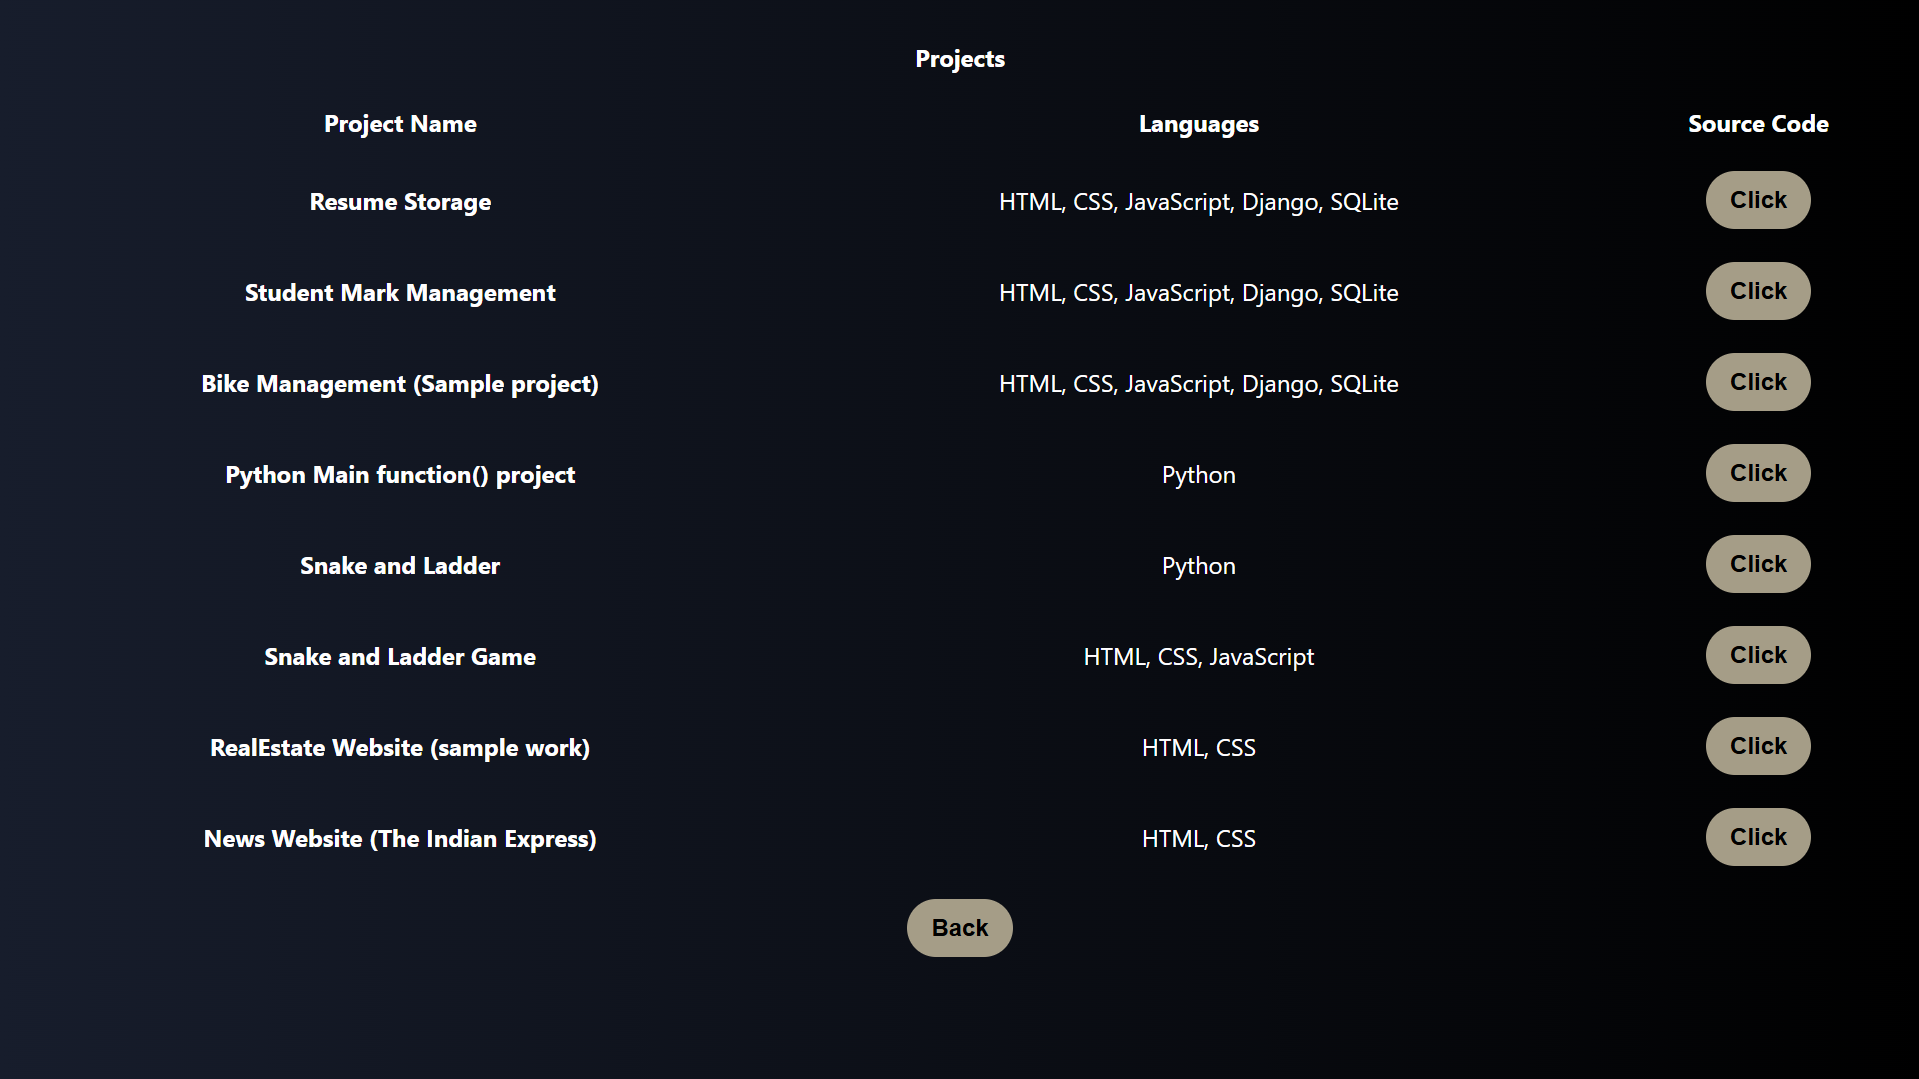 Projects
Project Name Languages Source Code
Resume Storage HTML, CSS, JavaScript, Django, SQLite Click
Student Mark Management HTML, CSS, JavaScript, Django, SQLite Click
Bike Management (Sample project) HTML, CSS, JavaScript, Django, SQLite Click
Python Main function() project Python Click
Snake and Ladder Python Click
Snake and Ladder Game HTML, CSS, JavaScript Click
RealEstate Website (sample work) HTML, CSS Click
News Website (The Indian Express) HTML, CSS Click
Back